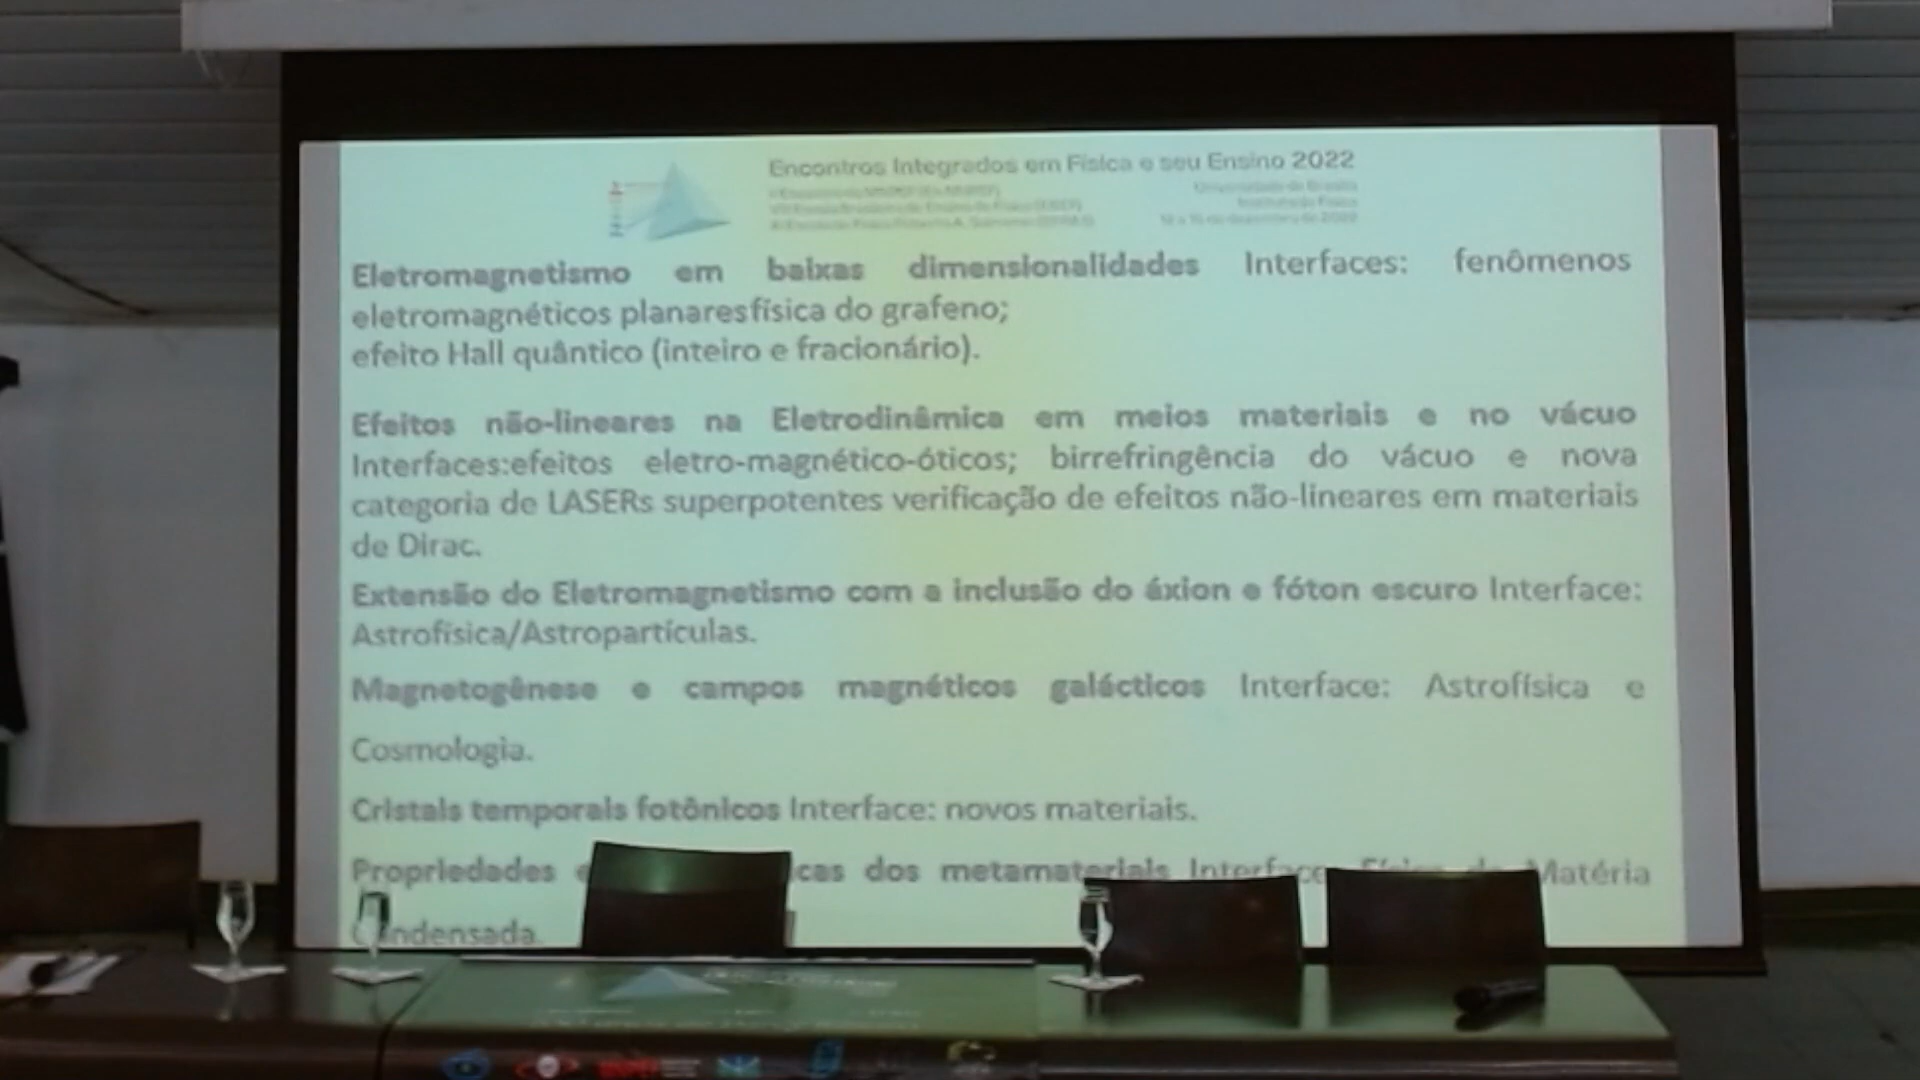 Encontros Integrados em Física e seu Ensino 2022
Universidade de Brasília
Eletromagnetismo em baixas dimensionalidades Interfaces: fenômenos
eletromagnéticos planaresfísica do grafeno;
efeito Hall quântico (inteiro e fracionário).
Efeitos não-lineares na Eletrodinâmica em meios materiais e no vácuo
Interfaces:efeitos eletro-magnético-óticos; birrefringência do vácuo e nova
categoria de LASERs superpotentes verificação de efeitos não-lineares em materiais
de Dirac.
Extensão do Eletromagnetismo com a inclusão do áxion e fóton escuro Interface:
Astrofísica/Astropartículas.
Magnetogênese e campos magnéticos galácticos Interface: Astrofísica e
Cosmologia.
Cristais temporais fotônicos Interface: novos materiais.
Propriedades dos metamateriais Interface Matéria